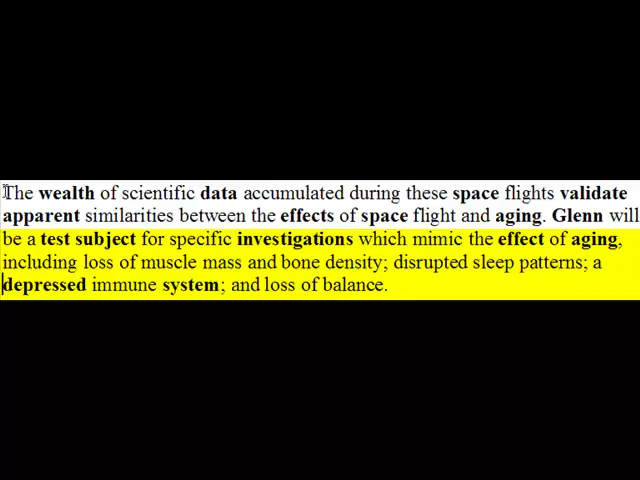 The wealth of scientific data accumulated during these space flights validate
apparent similarities between the effects of space flight and aging. Glenn will
be a test subject for specific investigations which mimic the effect of aging,
including loss of muscle mass and bone density; disrupted sleep patterns; a
depressed immune system; and loss of balance.